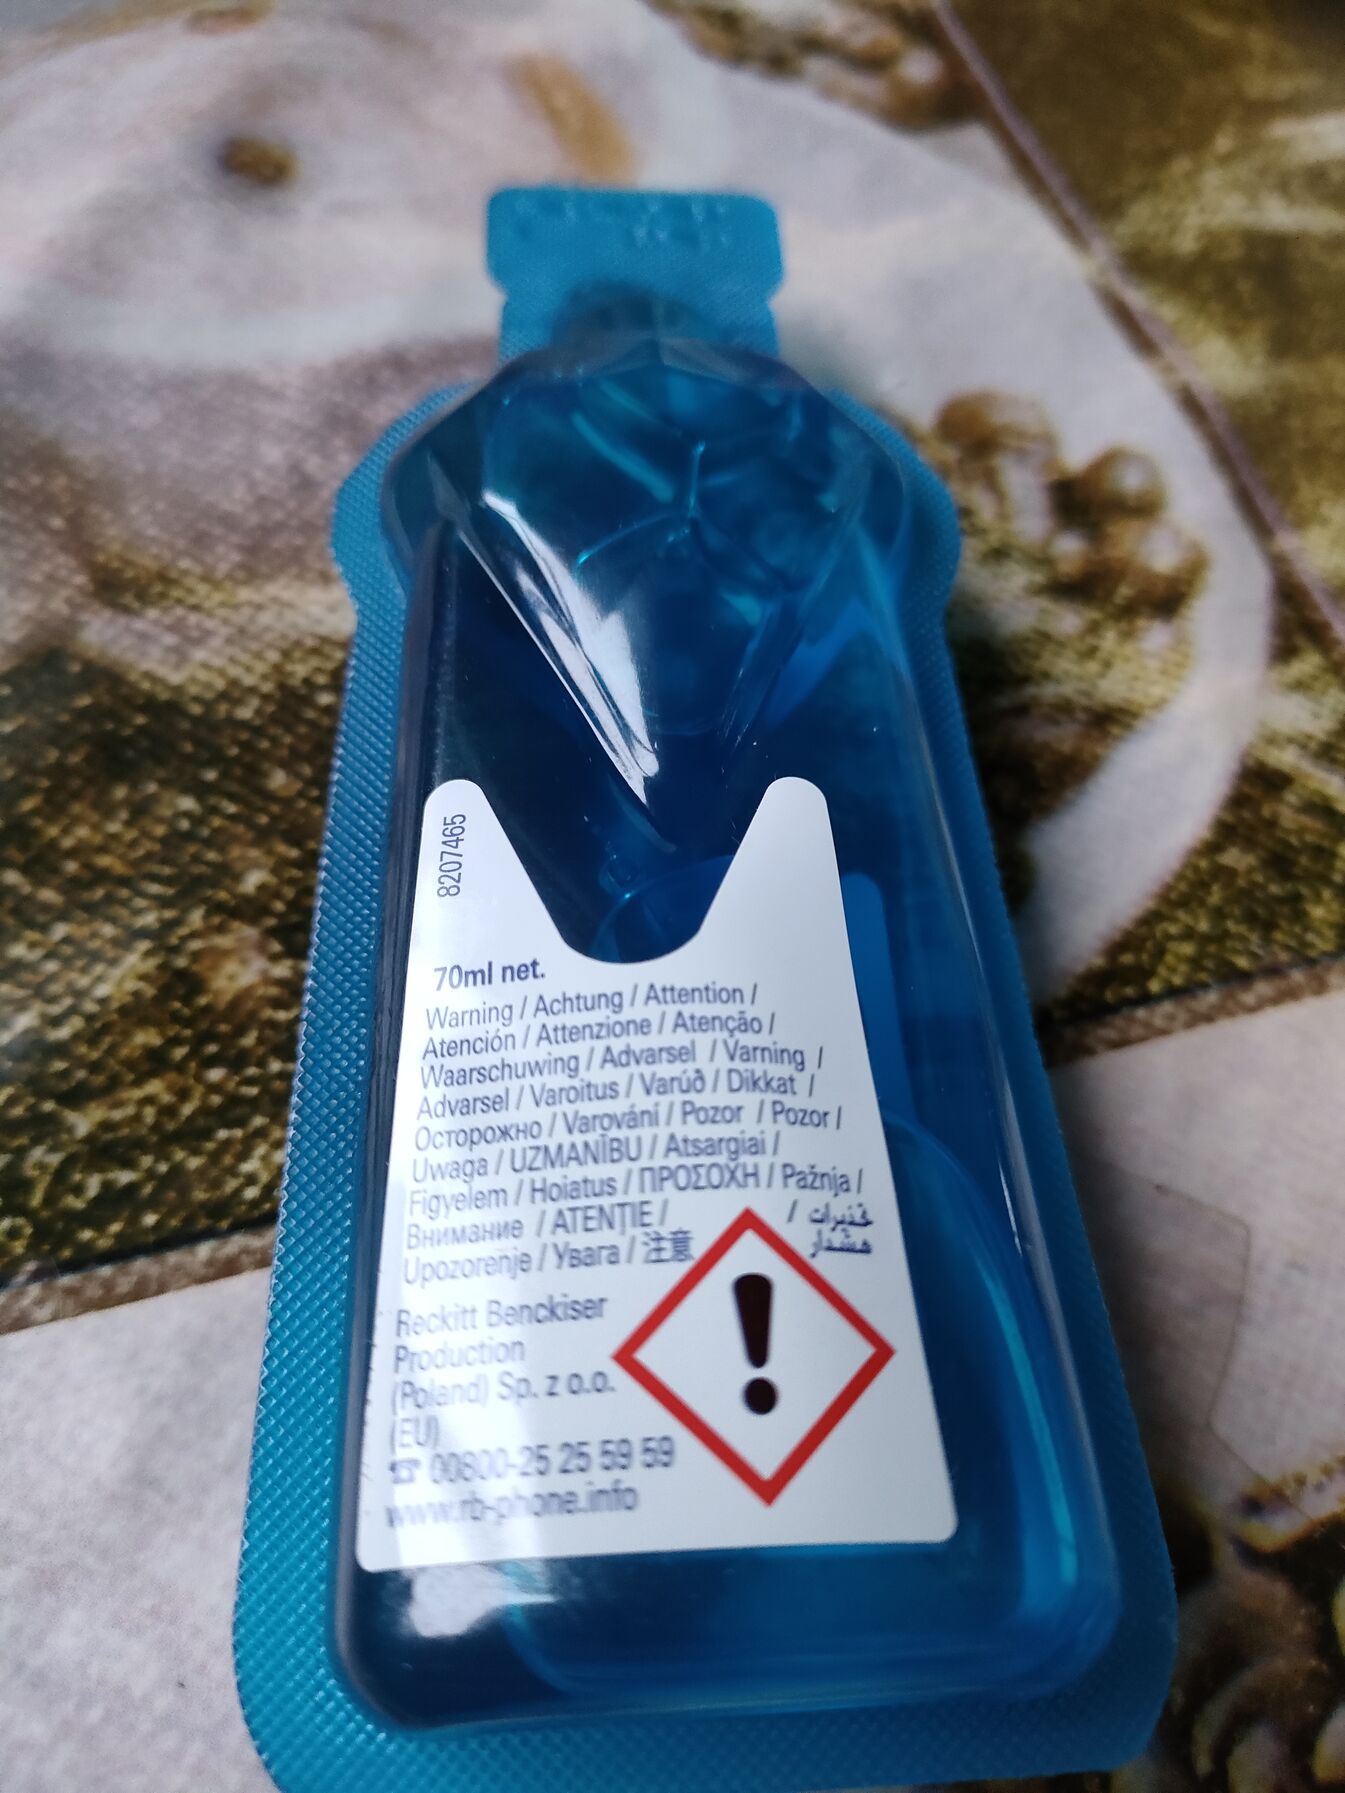 8207465
70ml net.
Warning / Achtung / Attention /
Atención / Attenzione / Atenção /
Waarschuwing / Advarsel / Varning /
Advarsel / Varoitus / Varúð / Dikkat /
Осторожно / Varování / Pozor / Pozor /
Uwaga / UZMANĪBU / Atsargiai /
Figyelem / Hoiatus / ΠΡΟΣΟΧΗ / Pažnja /
Внимание / ATENȚIE / / تحذيرات
Upozorenje / Увага / 注意 هشدار
Reckitt Benckiser
Production
(Poland) Sp. z o.o.
(EU)
☎ 00800-25 25 59 59
www.rb-phone.info